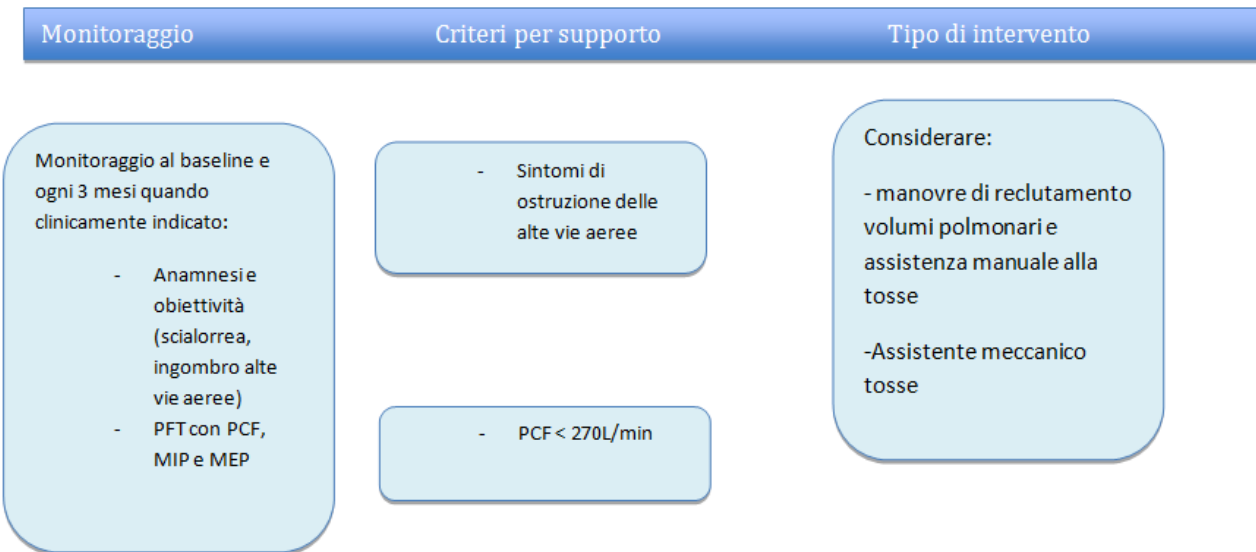 Monitoraggio
Criteri per supporto
Tipo di intervento
Monitoraggio al baseline e
ogni 3 mesi quando
clinicamente indicato:
- Anamnesi e
obiettività
(scialorrea,
ingombro alte
vie aeree)
- PFT con PCF,
MIP e MEP
- Sintomi di
ostruzione delle
alte vie aeree
- PCF < 270L/min
Considerare:
- manovre di reclutamento
volumi polmonari e
assistenza manuale alla
tosse
-Assistente meccanico
tosse